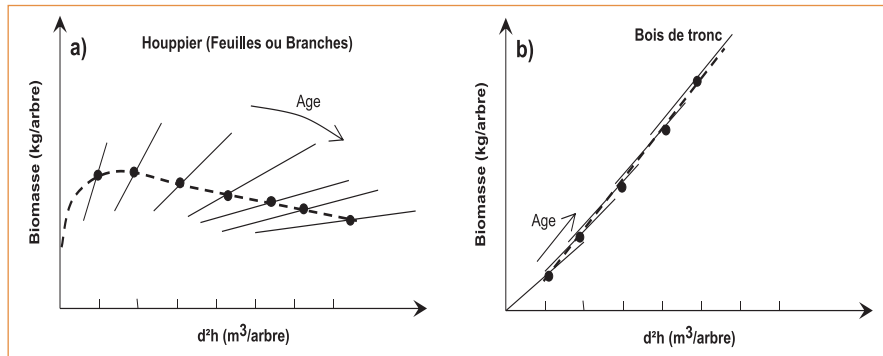 a)
Houppier (Feuilles ou Branches)
Age
Biomasse (kg/arbre)
d²h (m³/arbre)
b)
Bois de tronc
Age
Biomasse (kg/arbre)
d²h (m³/arbre)